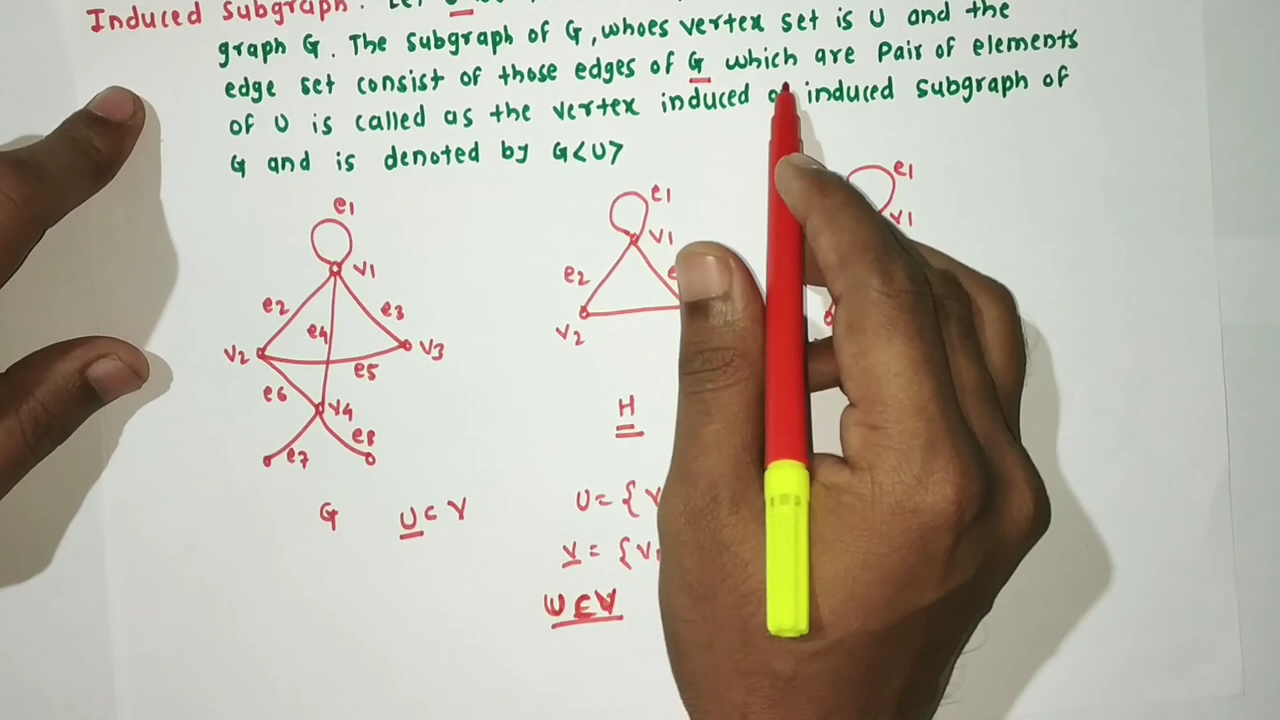 Induced Subgraph: Let U
graph G. The subgraph of G, whoes vertex set is U and the
edge set consist of those edges of G which are Pair of elements
of U is called as the vertex induced induced subgraph of
G and is denoted by G<U>
e1
v1
e2
e3
e4
v2
v3
e5
e6
v4
e7
e8
G U⊂V
e1
v1
e2
v2
H
U={V
V={V1
U⊂V
e1
v1